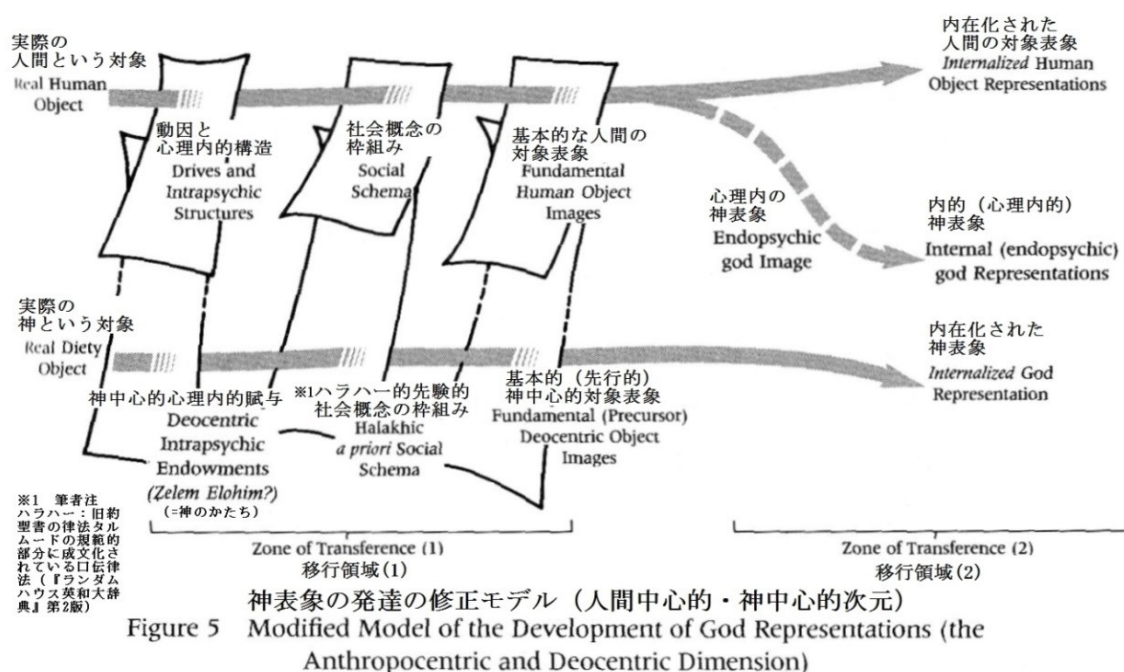 実際の
人間という対象
Real Human
Object
動因と
心理内的構造
Drives and
Intrapsychic
Structures
社会概念の
枠組み
Social
Schema
基本的な人間の
対象表象
Fundamental
Human Object
Images
内在化された
人間の対象表象
Internalized Human
Object Representations
心理内の
神表象
Endopsychic
god Image
内的（心理内的）
神表象
Internal (endopsychic)
god Representations
実際の
神という対象
Real Diety
Object
神中心的心理内的賦与
Deocentric
Intrapsychic
Endowments
(Zelem Elohim?)
(=神のかたち)
※1ハラハー的先験的
社会概念の枠組み
Halakhic
a priori Social
Schema
基本的（先行的）
神中心的対象表象
Fundamental (Precursor)
Deocentric Object
Images
内在化された
神表象
Internalized God
Representation
※1 筆者注
ハラハー：旧約
聖書の律法タル
ムードの規範的
部分に成文化さ
れている口伝律
法（『ランダム
ハウス英和大辞
典』第2版）
Zone of Transference (1)
移行領域(1)
Zone of Transference (2)
移行領域(2)
神表象の発達の修正モデル（人間中心的・神中心的次元）
Figure 5 Modified Model of the Development of God Representations (the
Anthropocentric and Deocentric Dimension)